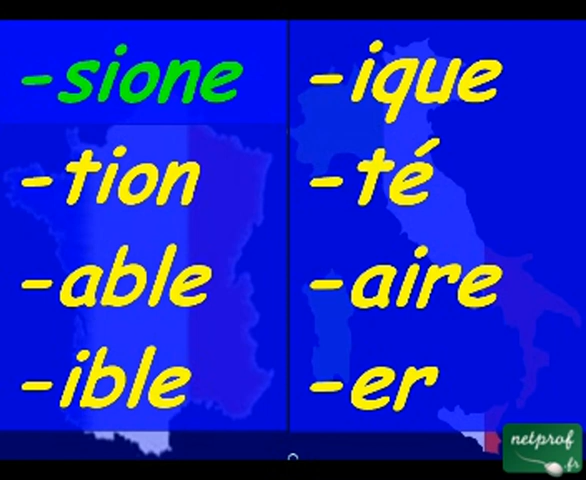 -sione
-tion
-able
-ible
-ique
-té
-aire
-er
netprof
.fr